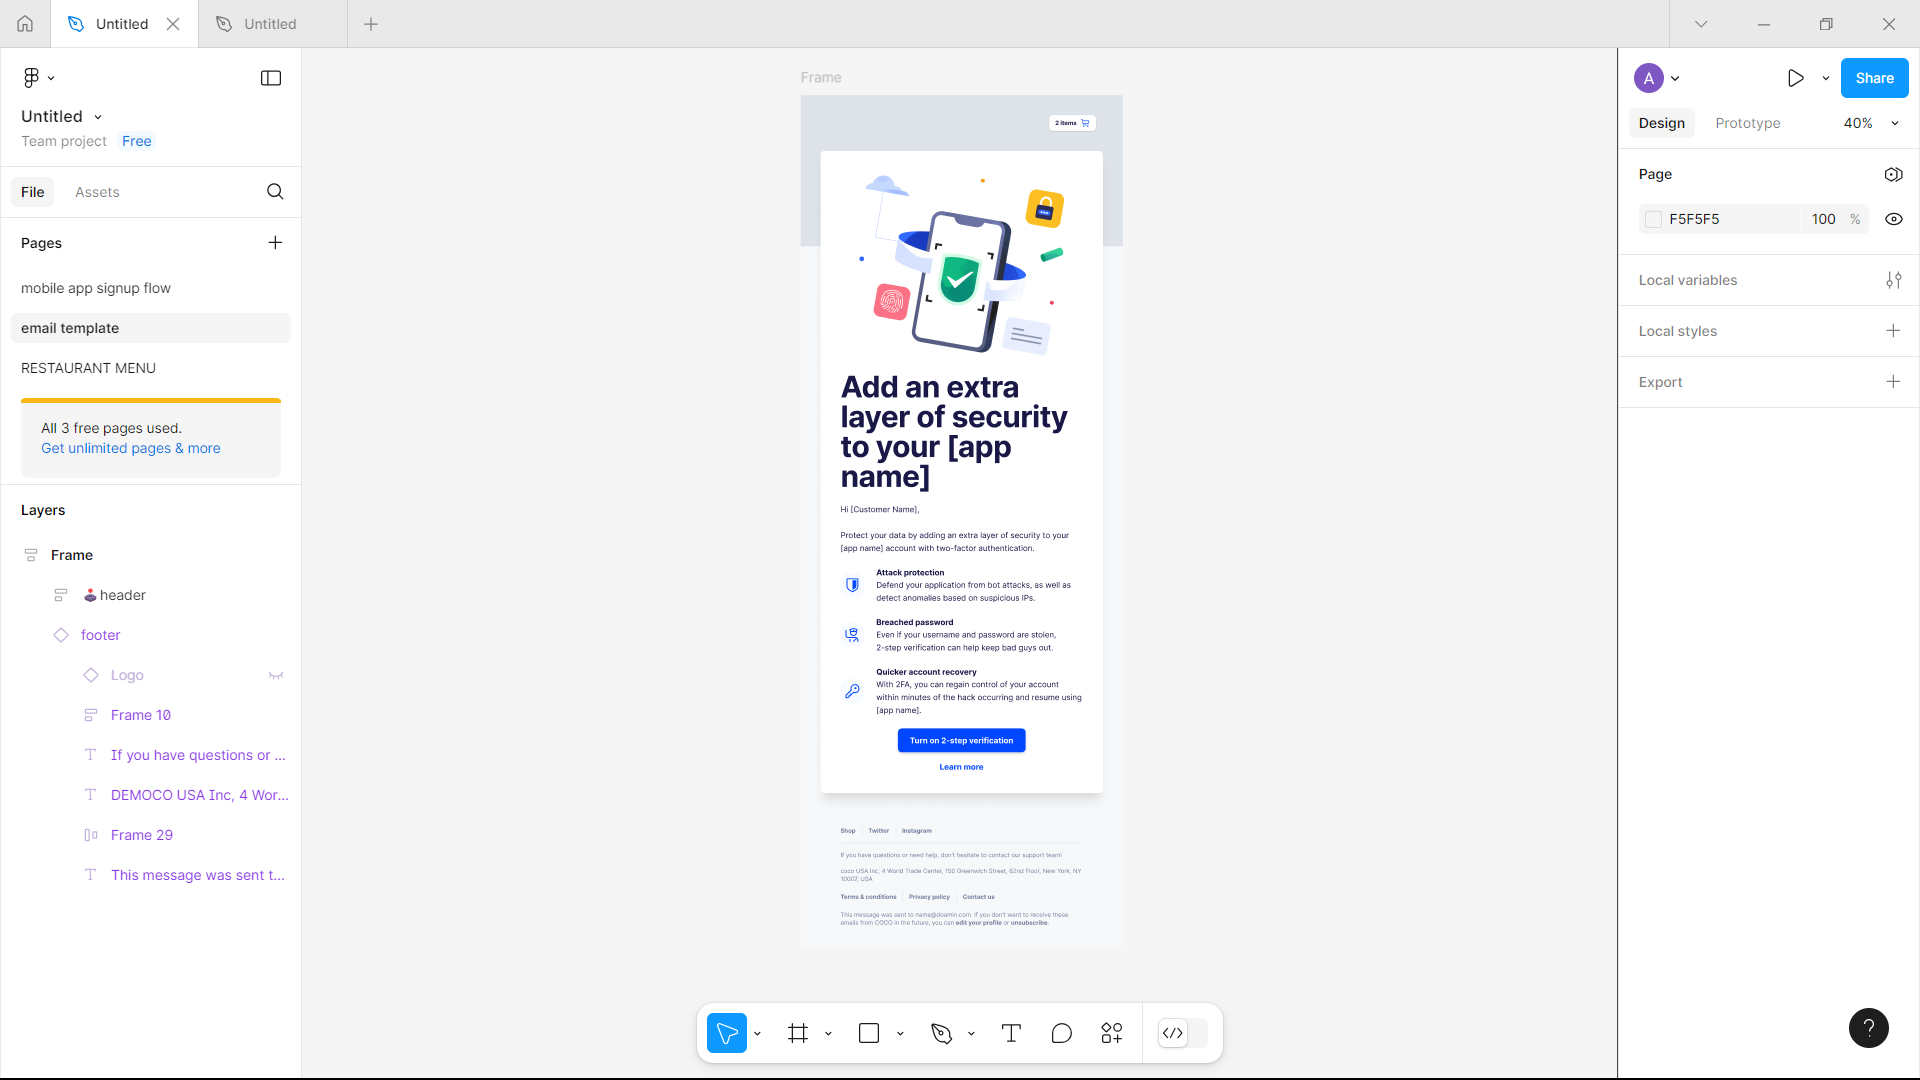 Untitled
Untitled
Untitled
Team project Free
File Assets
Pages
mobile app signup flow
email template
RESTAURANT MENU
All 3 free pages used.
Get unlimited pages & more
Layers
Frame
header
footer
Logo
Frame 10
If you have questions or ...
DEMOCO USA Inc, 4 Wor...
Frame 29
This message was sent t...
Frame
2 items
Add an extra
layer of security
to your [app
name]
Hi [Customer Name],
Protect your data by adding an extra layer of security to your
[app name] account with two-factor authentication.
Attack protection
Defend your application from bot attacks, as well as
detect anomalies based on suspicious IPs.
Breached password
Even if your username and password are stolen,
2-step verification can help keep bad guys out.
Quicker account recovery
With 2FA, you can regain control of your account
within minutes of the hack occurring and resume using
[app name].
Turn on 2-step verification
Learn more
Shop Twitter Instagram
If you have questions or need help, don't hesitate to contact our support team!
coco USA Inc, 4 World Trade Center, 150 Greenwich Street, 62nd Floor, New York, NY
10007, USA
Terms & conditions Privacy policy Contact us
This message was sent to name@doamin.com. If you don't want to receive these
emails from COCO in the future, you can edit your profile or unsubscribe.
A
Share
Design Prototype 40%
Page
F5F5F5 100 %
Local variables
Local styles
Export
?